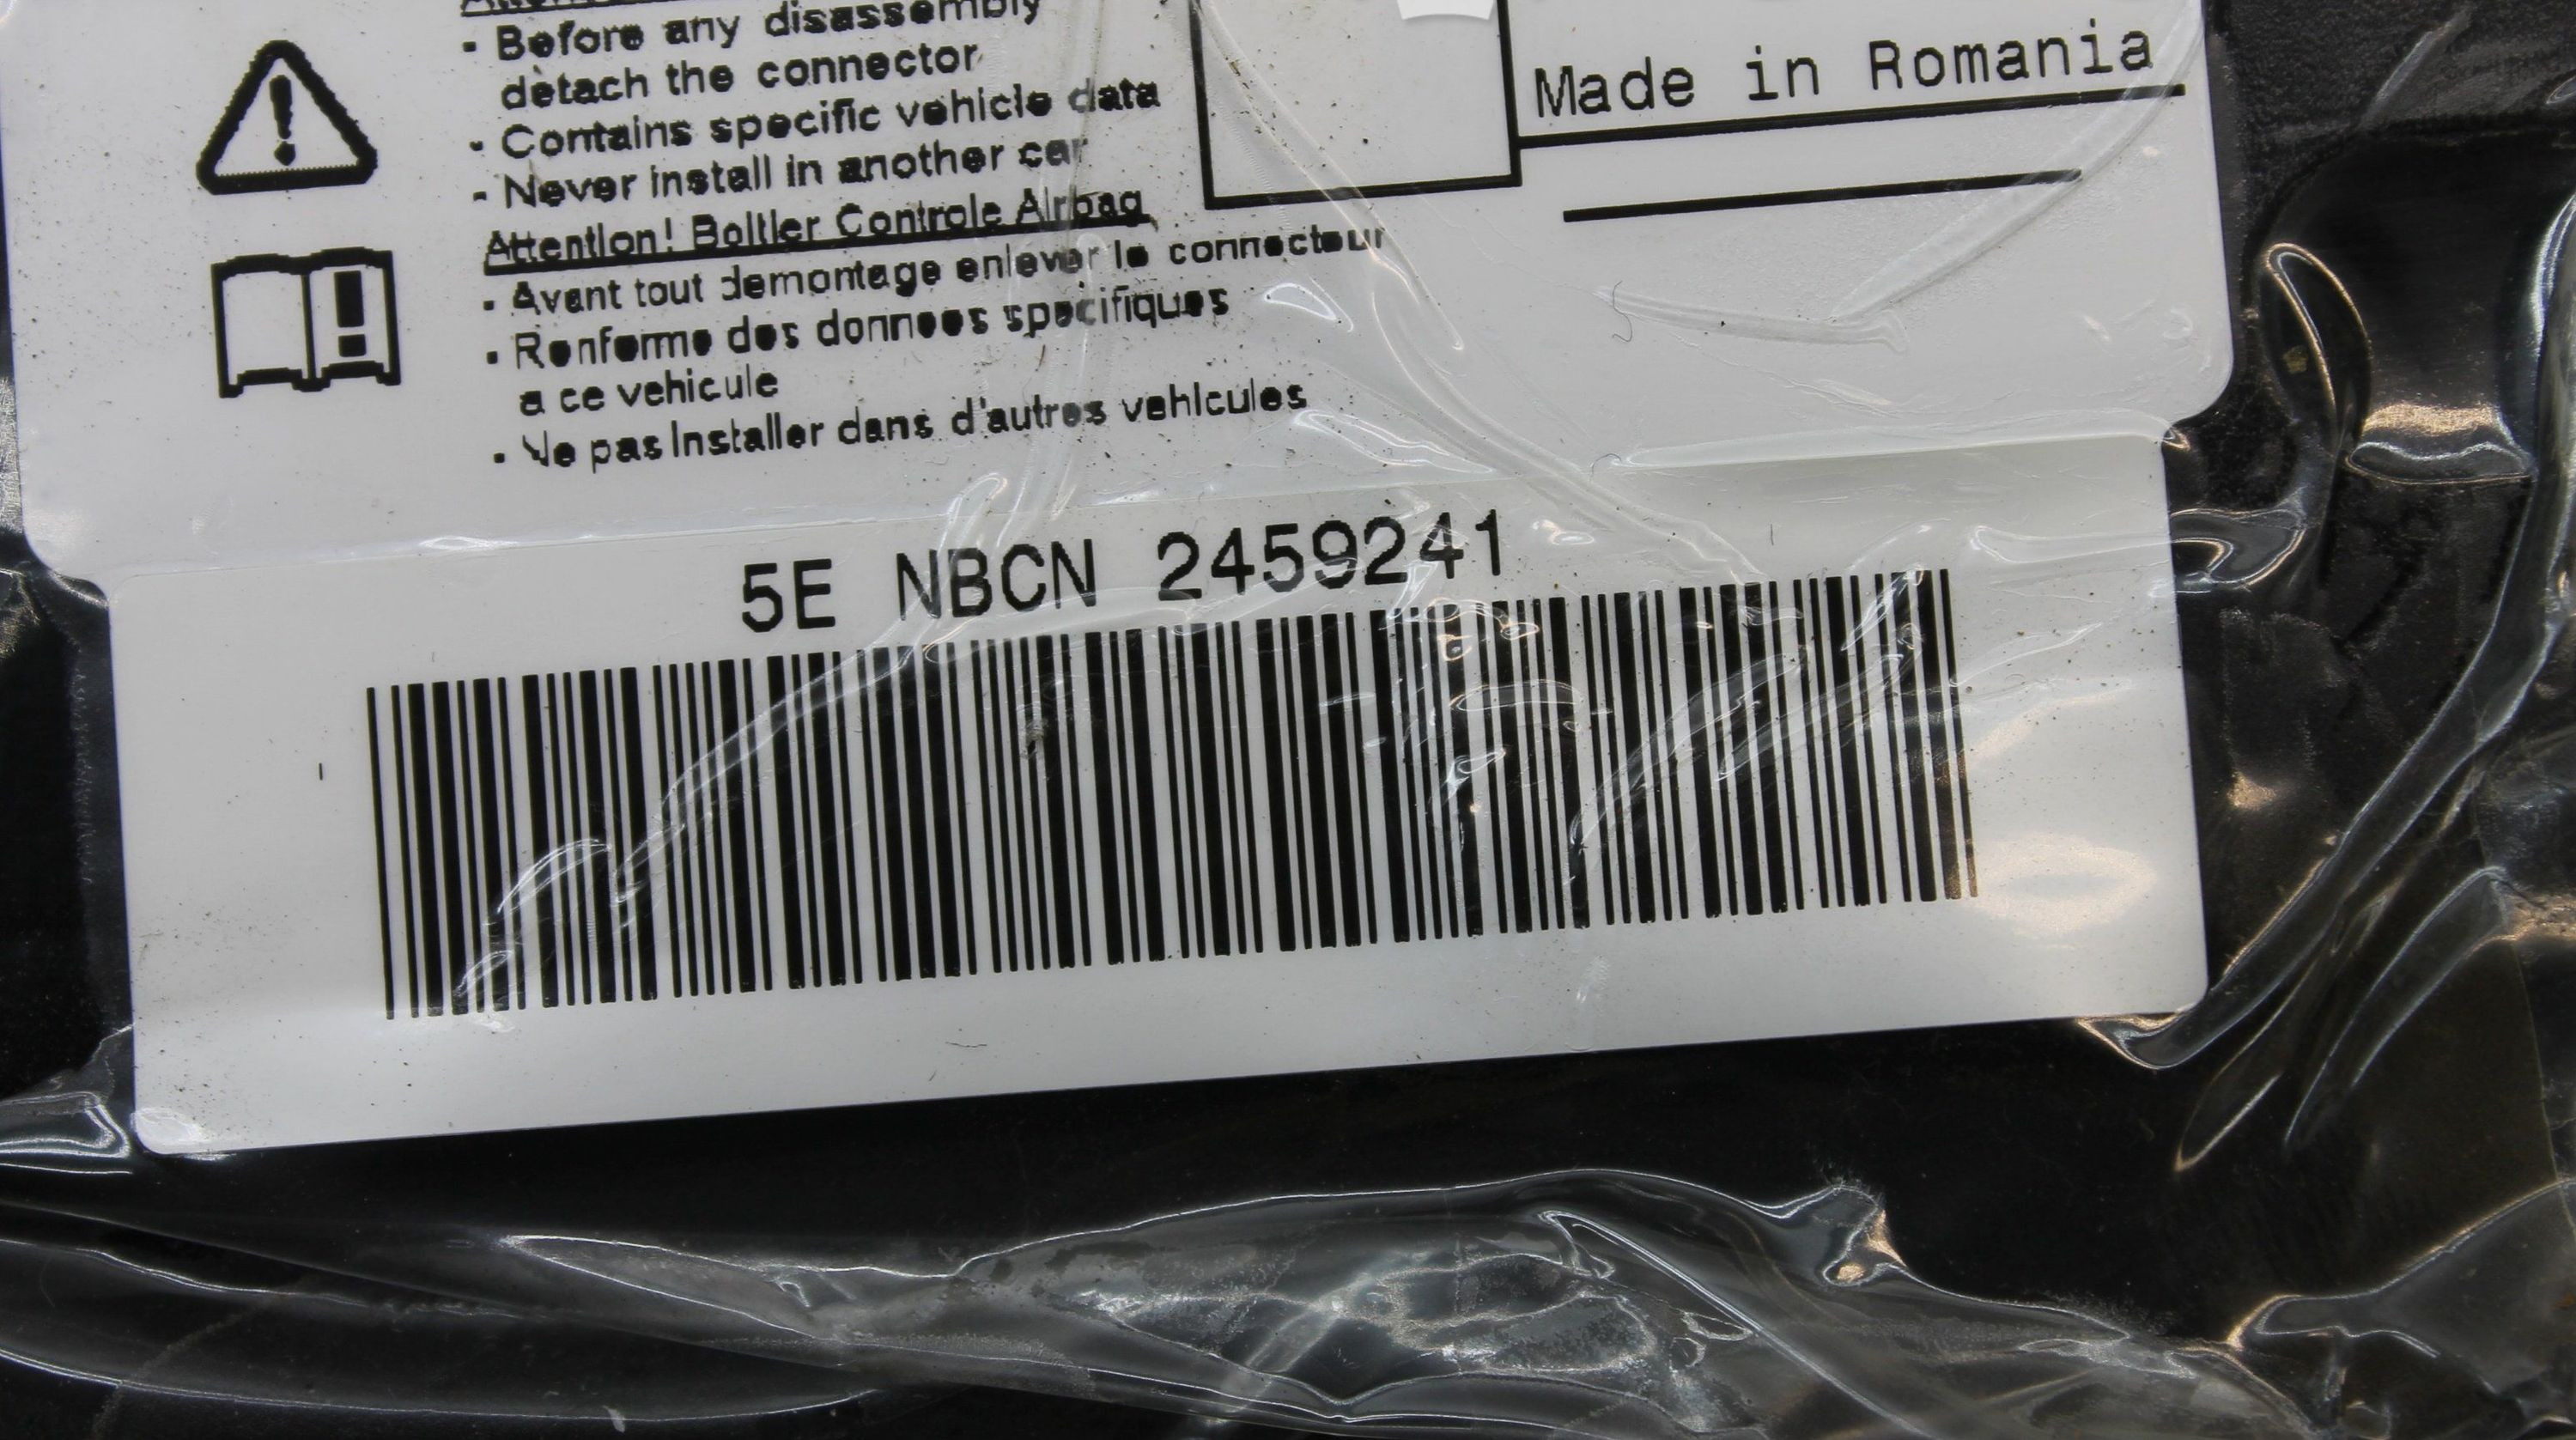 - Before any disassembly
detach the connector
- Contains specific vehicle data
- Never install in another car
Made in Romania
Attention! Boitier Controle Airbag
- Avant tout demontage enlever le connecteur
- Renferme des donnees specifiques
a ce vehicule
- Ne pas Installer dans d'autres vehicules
5E NBCN 2459241